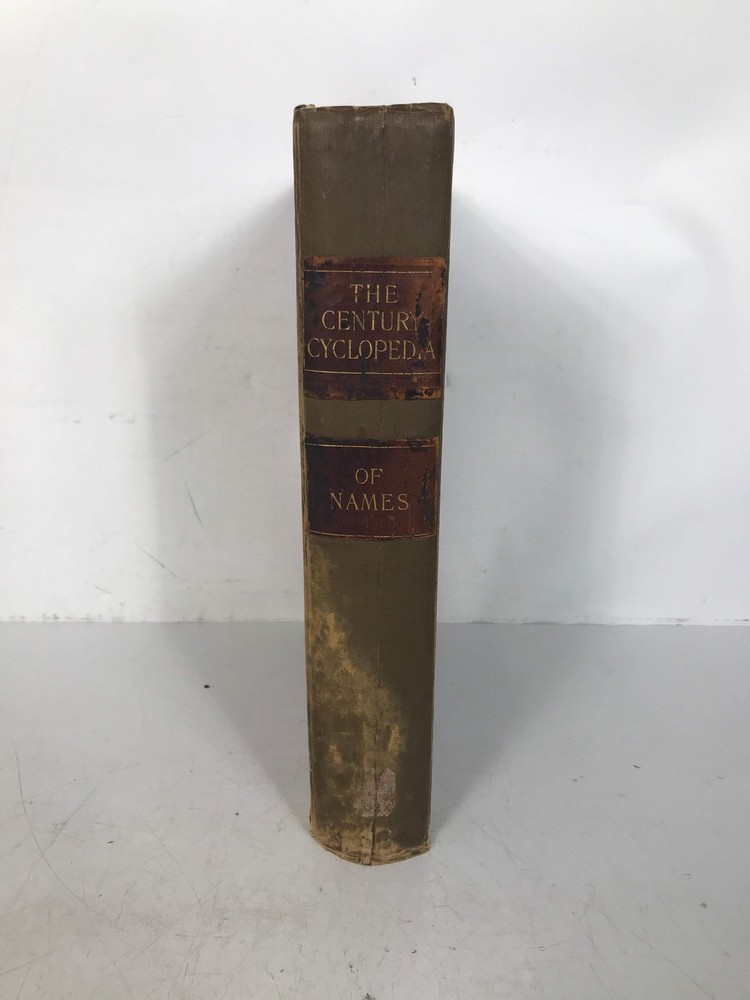 THE
CENTURY
CYCLOPEDIA
OF
NAMES